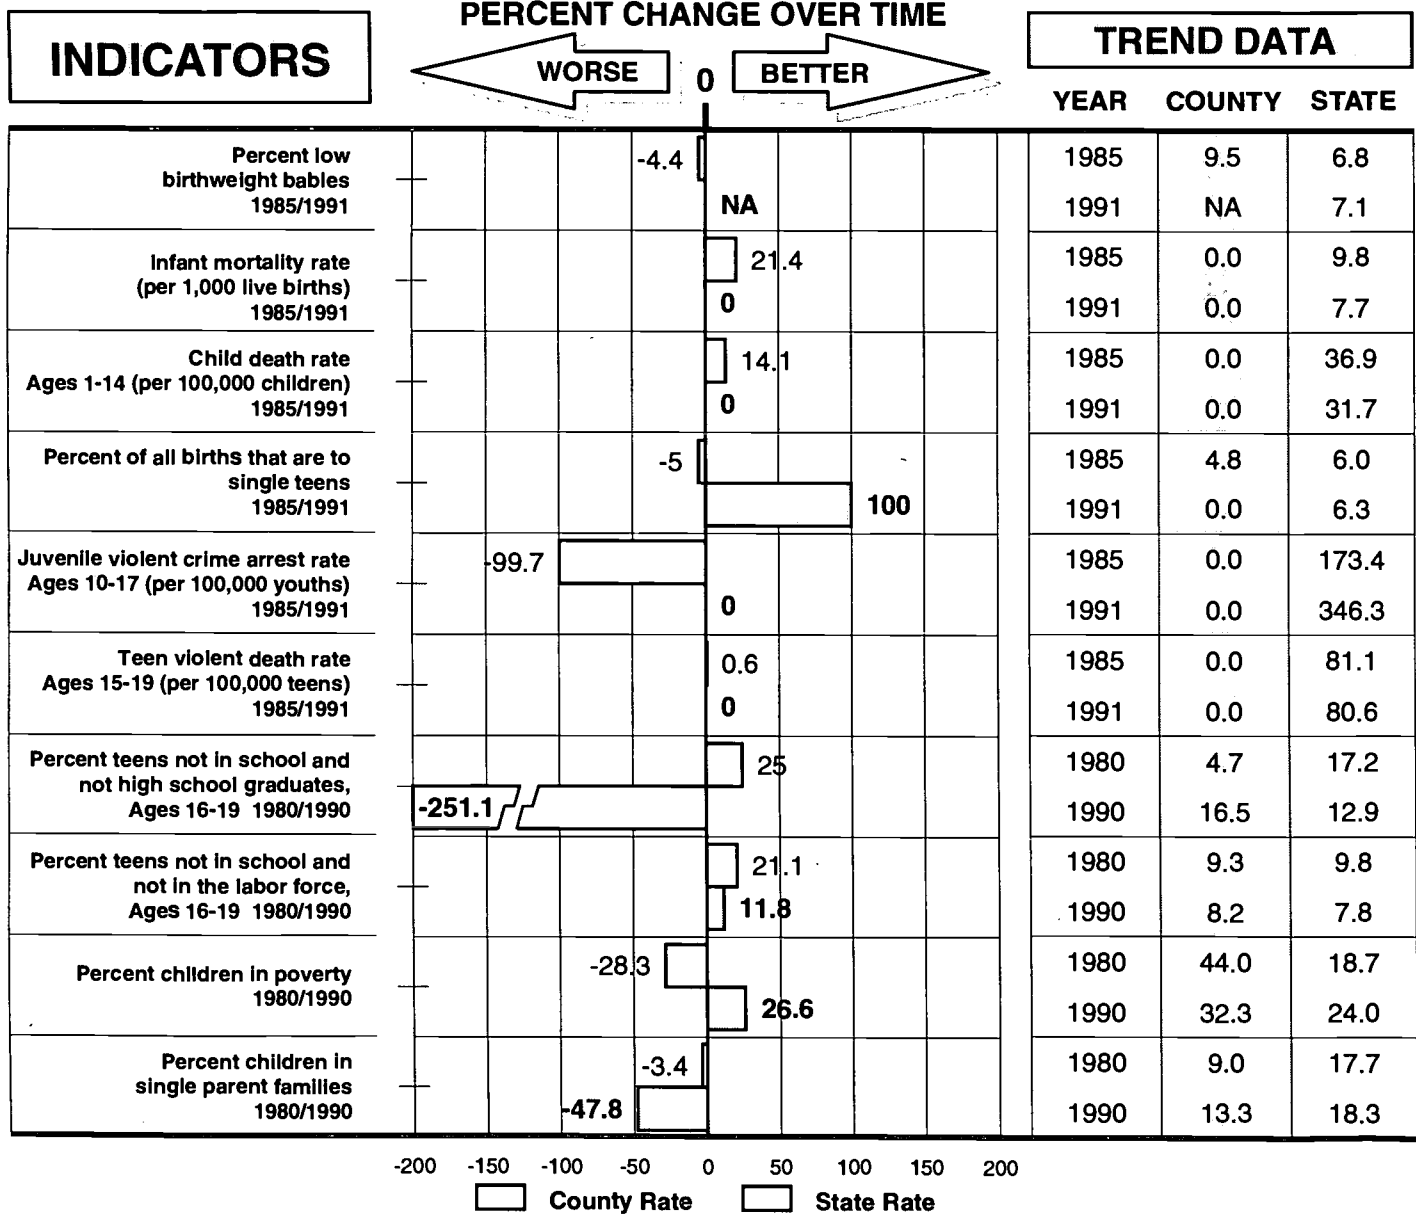 PERCENT CHANGE OVER TIME
INDICATORS
WORSE 0 BETTER
TREND DATA
YEAR COUNTY STATE
Percent low
birthweight babies
1985/1991
-4.4
NA
1985 9.5 6.8
1991 NA 7.1
Infant mortality rate
(per 1,000 live births)
1985/1991
21.4
0
1985 0.0 9.8
1991 0.0 7.7
Child death rate
Ages 1-14 (per 100,000 children)
1985/1991
14.1
0
1985 0.0 36.9
1991 0.0 31.7
Percent of all births that are to
single teens
1985/1991
-5
100
1985 4.8 6.0
1991 0.0 6.3
Juvenile violent crime arrest rate
Ages 10-17 (per 100,000 youths)
1985/1991
-99.7
0
1985 0.0 173.4
1991 0.0 346.3
Teen violent death rate
Ages 15-19 (per 100,000 teens)
1985/1991
0.6
0
1985 0.0 81.1
1991 0.0 80.6
Percent teens not in school and
not high school graduates,
Ages 16-19 1980/1990
25
-251.1
1980 4.7 17.2
1990 16.5 12.9
Percent teens not in school and
not in the labor force,
Ages 16-19 1980/1990
21.1
11.8
1980 9.3 9.8
1990 8.2 7.8
Percent children in poverty
1980/1990
-28.3
26.6
1980 44.0 18.7
1990 32.3 24.0
Percent children in
single parent families
1980/1990
-3.4
-47.8
1980 9.0 17.7
1990 13.3 18.3
-200 -150 -100 -50 0 50 100 150 200
County Rate State Rate